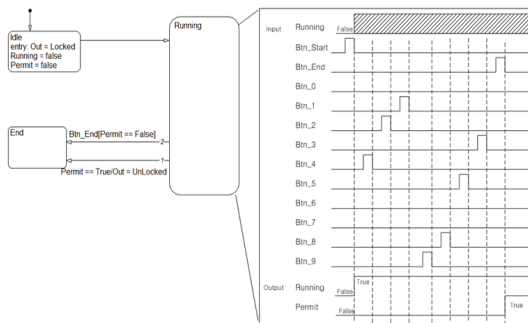 Idle
entry: Out = Locked
Running = false
Permit = false
Running
End
Btn_End[Permit == False]
2
1
Permit == True/Out = UnLocked
Input
Running
False
Btn_Start
Btn_End
Btn_0
Btn_1
Btn_2
Btn_3
Btn_4
Btn_5
Btn_6
Btn_7
Btn_8
Btn_9
Output
Running
False
True
Permit
False
True